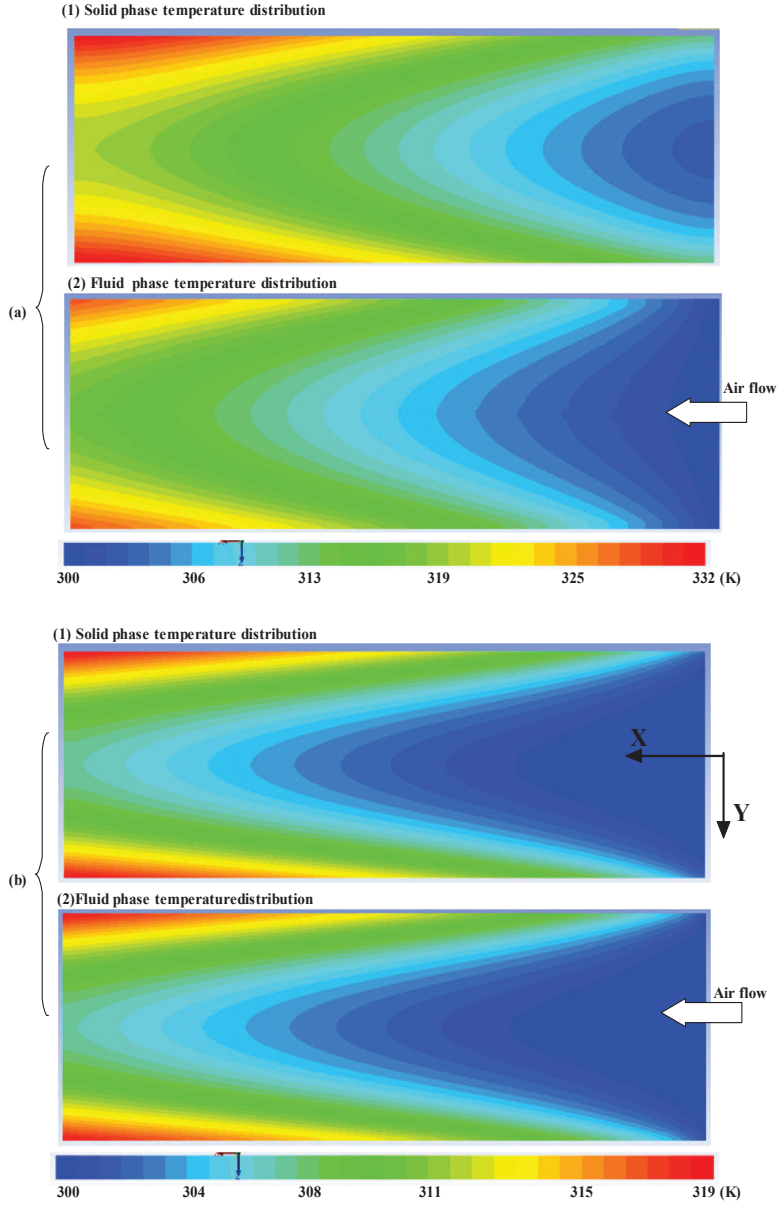 (1) Solid phase temperature distribution
(2) Fluid phase temperature distribution
(a)
Air flow
300 306 313 319 325 332 (K)
(1) Solid phase temperature distribution
X
Y
(b)
(2)Fluid phase temperaturedistribution
Air flow
300 304 308 311 315 319 (K)